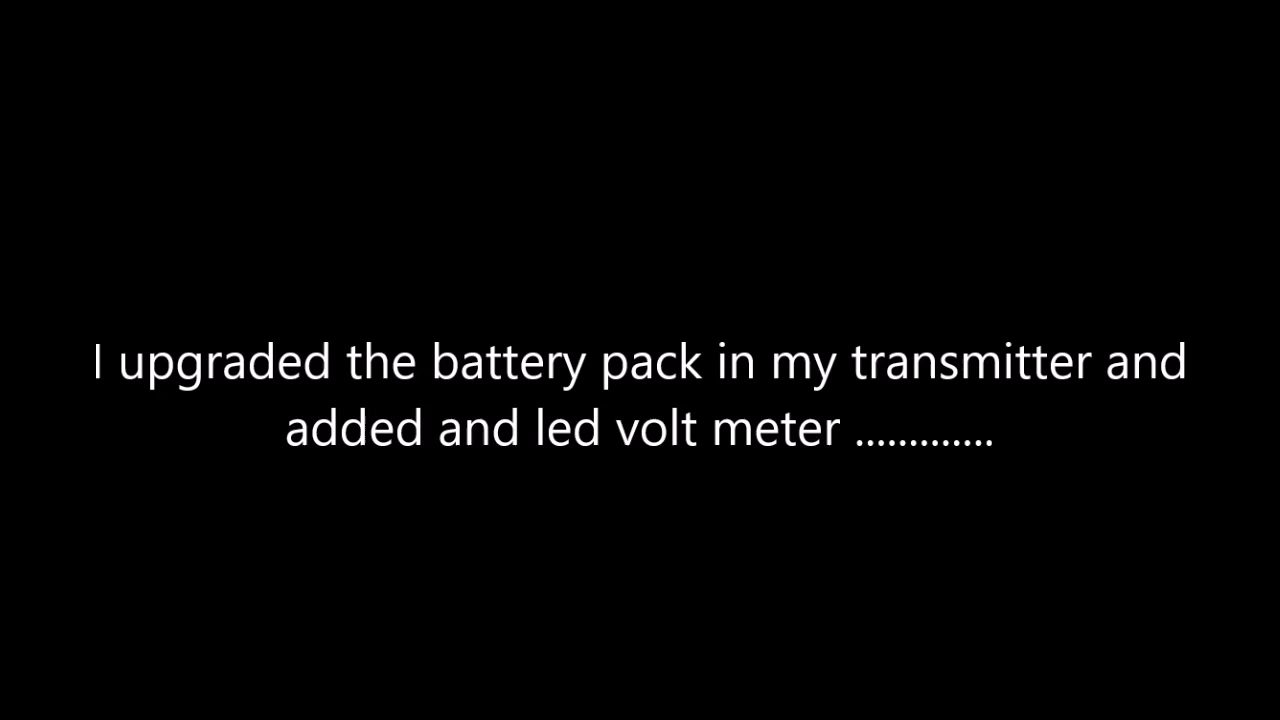 I upgraded the battery pack in my transmitter and
added and led volt meter .............